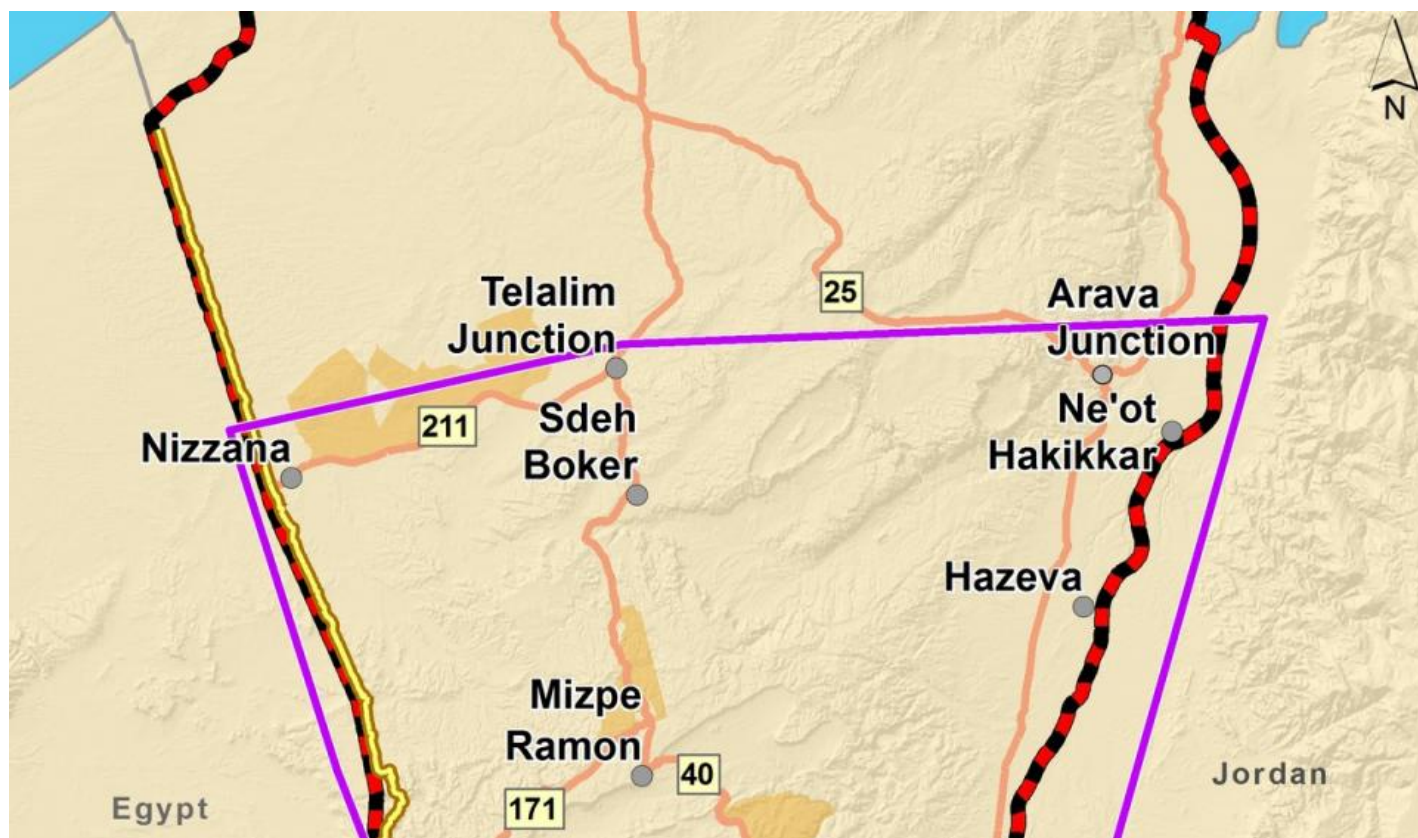 N
Telalim
Junction
25
Arava
Junction
Nizzana
211
Sdeh
Boker
Ne'ot
Hakikkar
Hazeva
Mizpe
Ramon
40
171
Egypt
Jordan